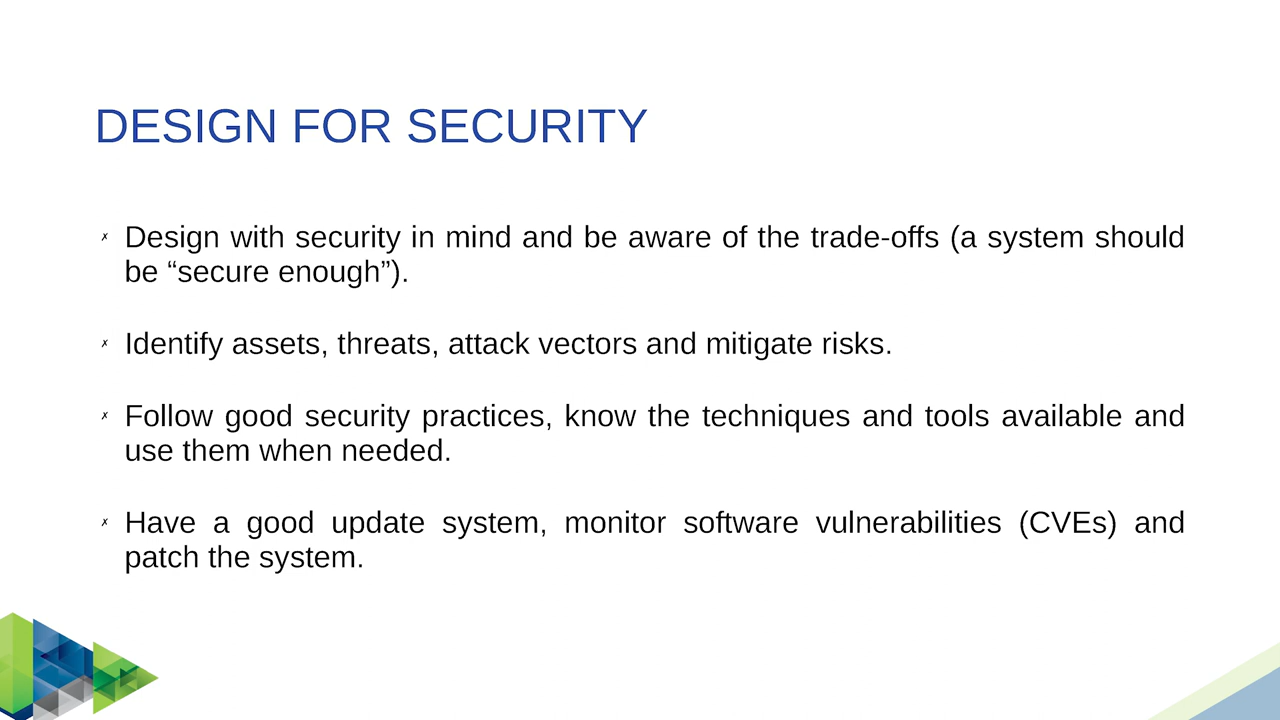 DESIGN FOR SECURITY
✗ Design with security in mind and be aware of the trade-offs (a system should
be “secure enough”).
✗ Identify assets, threats, attack vectors and mitigate risks.
✗ Follow good security practices, know the techniques and tools available and
use them when needed.
✗ Have a good update system, monitor software vulnerabilities (CVEs) and
patch the system.